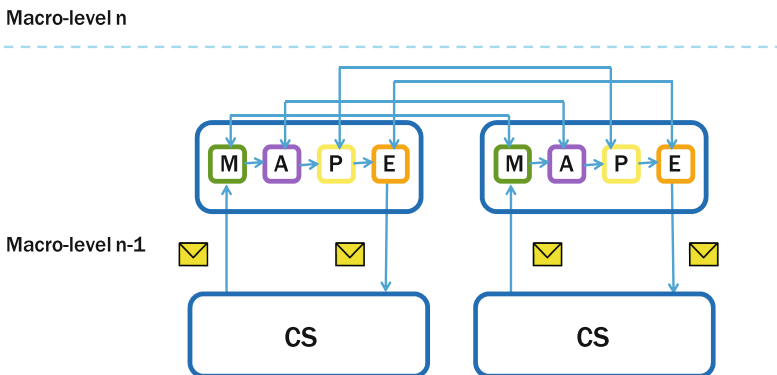 Macro-level n
M A P E M A P E
Macro-level n-1
CS CS